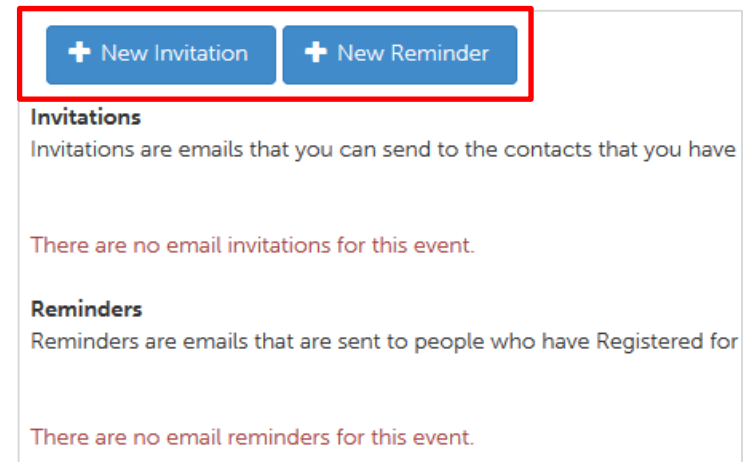 New Invitation New Reminder
Invitations
Invitations are emails that you can send to the contacts that you have
There are no email invitations for this event.
Reminders
Reminders are emails that are sent to people who have Registered for
There are no email reminders for this event.